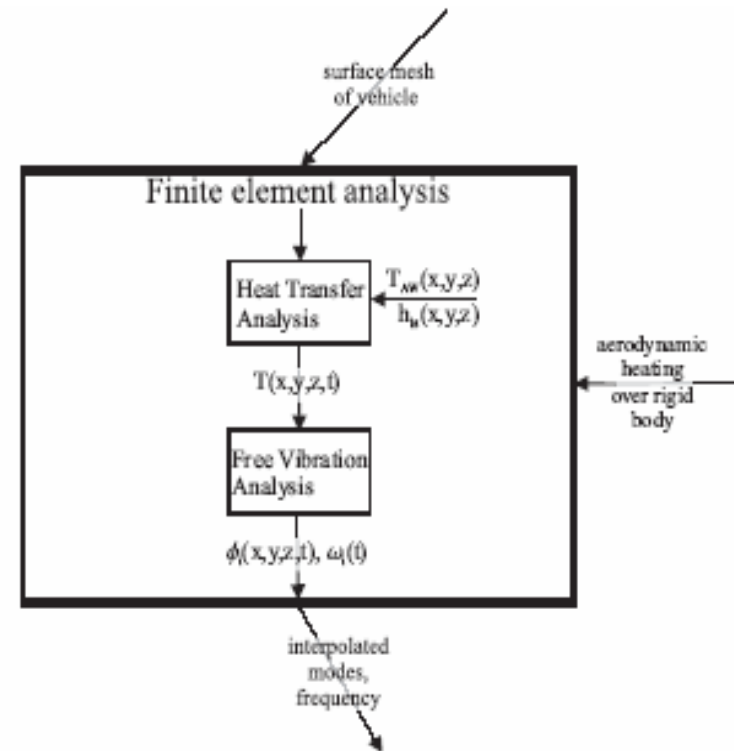 surface mesh
of vehicle
Finite element analysis
Heat Transfer
Analysis
T_AW(x,y,z)
h_h(x,y,z)
aerodynamic
heating
over rigid
body
T(x,y,z,t)
Free Vibration
Analysis
ϕ_i(x,y,z,t), ω_i(t)
interpolated
modes,
frequency